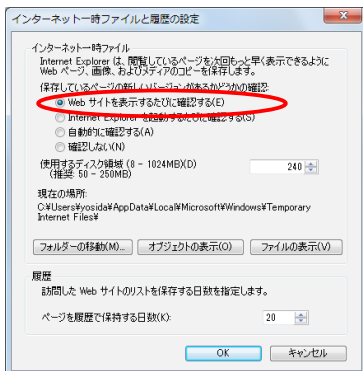 インターネット一時ファイルと履歴の設定
インターネット一時ファイル
Internet Explorer は、閲覧しているページを次回もっと早く表示できるように
Web ページ、画像、およびメディアのコピーを保存します。
保存しているページの新しいバージョンがあるかどうかの確認:
Web サイトを表示するたびに確認する(E)
Internet Explorer を起動するたびに確認する(S)
自動的に確認する(A)
確認しない(N)
使用するディスク領域 (8 - 1024MB)(D)
(推奨: 50 - 250MB)
240
現在の場所:
C:¥Users¥yosida¥AppData¥Local¥Microsoft¥Windows¥Temporary
Internet Files¥
フォルダーの移動(M)... オブジェクトの表示(O) ファイルの表示(V)
履歴
訪問した Web サイトのリストを保存する日数を指定します。
ページを履歴で保持する日数(K): 20
OK キャンセル